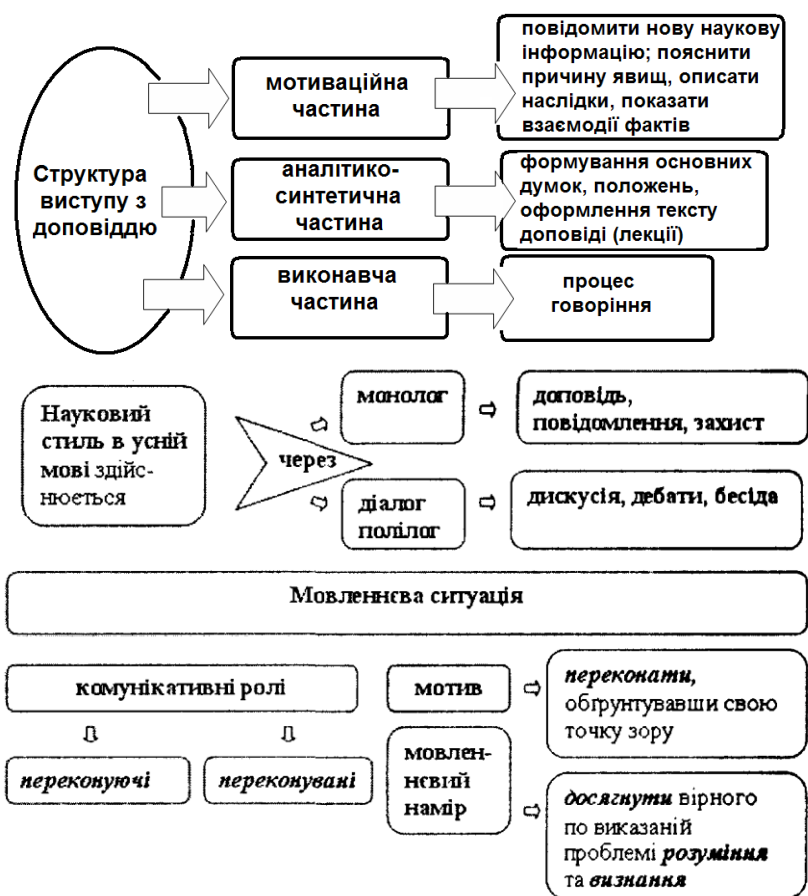 Структура
виступу з
доповіддю
мотиваційна
частина
повідомити нову наукову
інформацію; пояснити
причину явищ, описати
наслідки, показати
взаємодії фактів
аналітико-
синтетична
частина
формування основних
думок, положень,
оформлення тексту
доповіді (лекції)
виконавча
частина
процес
говоріння
Науковий
стиль в усній
мові здійс-
нюється
через
монолог
доповідь,
повідомлення, захист
діалог
полілог
дискусія, дебати, бесіда
Мовленнєва ситуація
комунікативні ролі
переконуючі
переконувані
мотив
переконати,
обґрунтувавши свою
точку зору
мовлен-
нєвий
намір
досягнути вірного
по виказаній
проблемі розуміння
та визнання